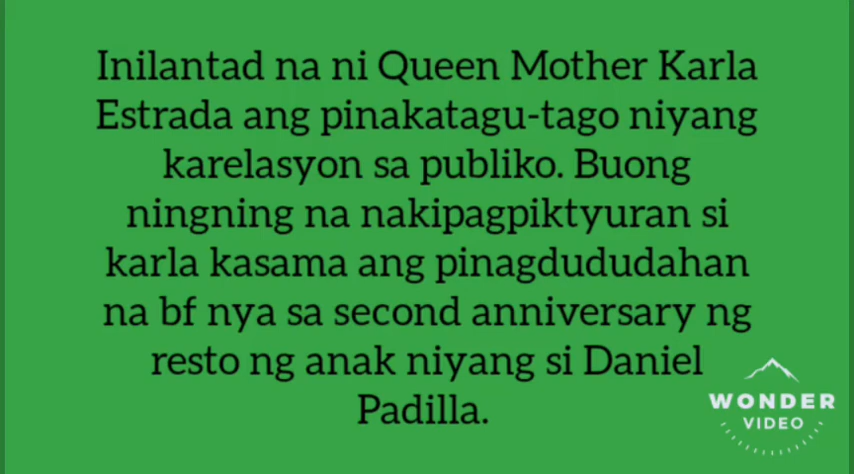 Inilantad na ni Queen Mother Karla
Estrada ang pinakatagu-tago niyang
karelasyon sa publiko. Buong
ningning na nakipagpiktyuran si
karla kasama ang pinagdududahan
na bf nya sa second anniversary ng
resto ng anak niyang si Daniel
Padilla.
WONDER
VIDEO